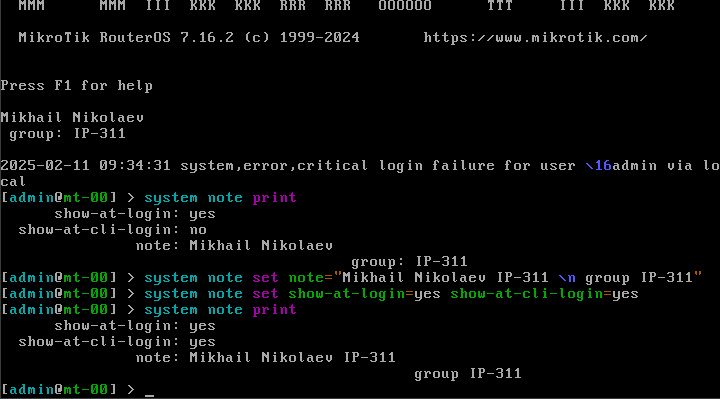 MMM      MMM  III  KKK  KKK  RRR  RRR   OOOOOO       TTT      III  KKK  KKK
MikroTik RouterOS 7.16.2 (c) 1999-2024        https://www.mikrotik.com/
Press F1 for help
Mikhail Nikolaev
group: IP-311
2025-02-11 09:34:31 system,error,critical login failure for user \16admin via lo
cal
[admin@mt-00] > system note print
show-at-login: yes
show-at-cli-login: no
note: Mikhail Nikolaev
group: IP-311
[admin@mt-00] > system note set note="Mikhail Nikolaev IP-311 \n group IP-311"
[admin@mt-00] > system note set show-at-login=yes show-at-cli-login=yes
[admin@mt-00] > system note print
show-at-login: yes
show-at-cli-login: yes
note: Mikhail Nikolaev IP-311
group IP-311
[admin@mt-00] > _